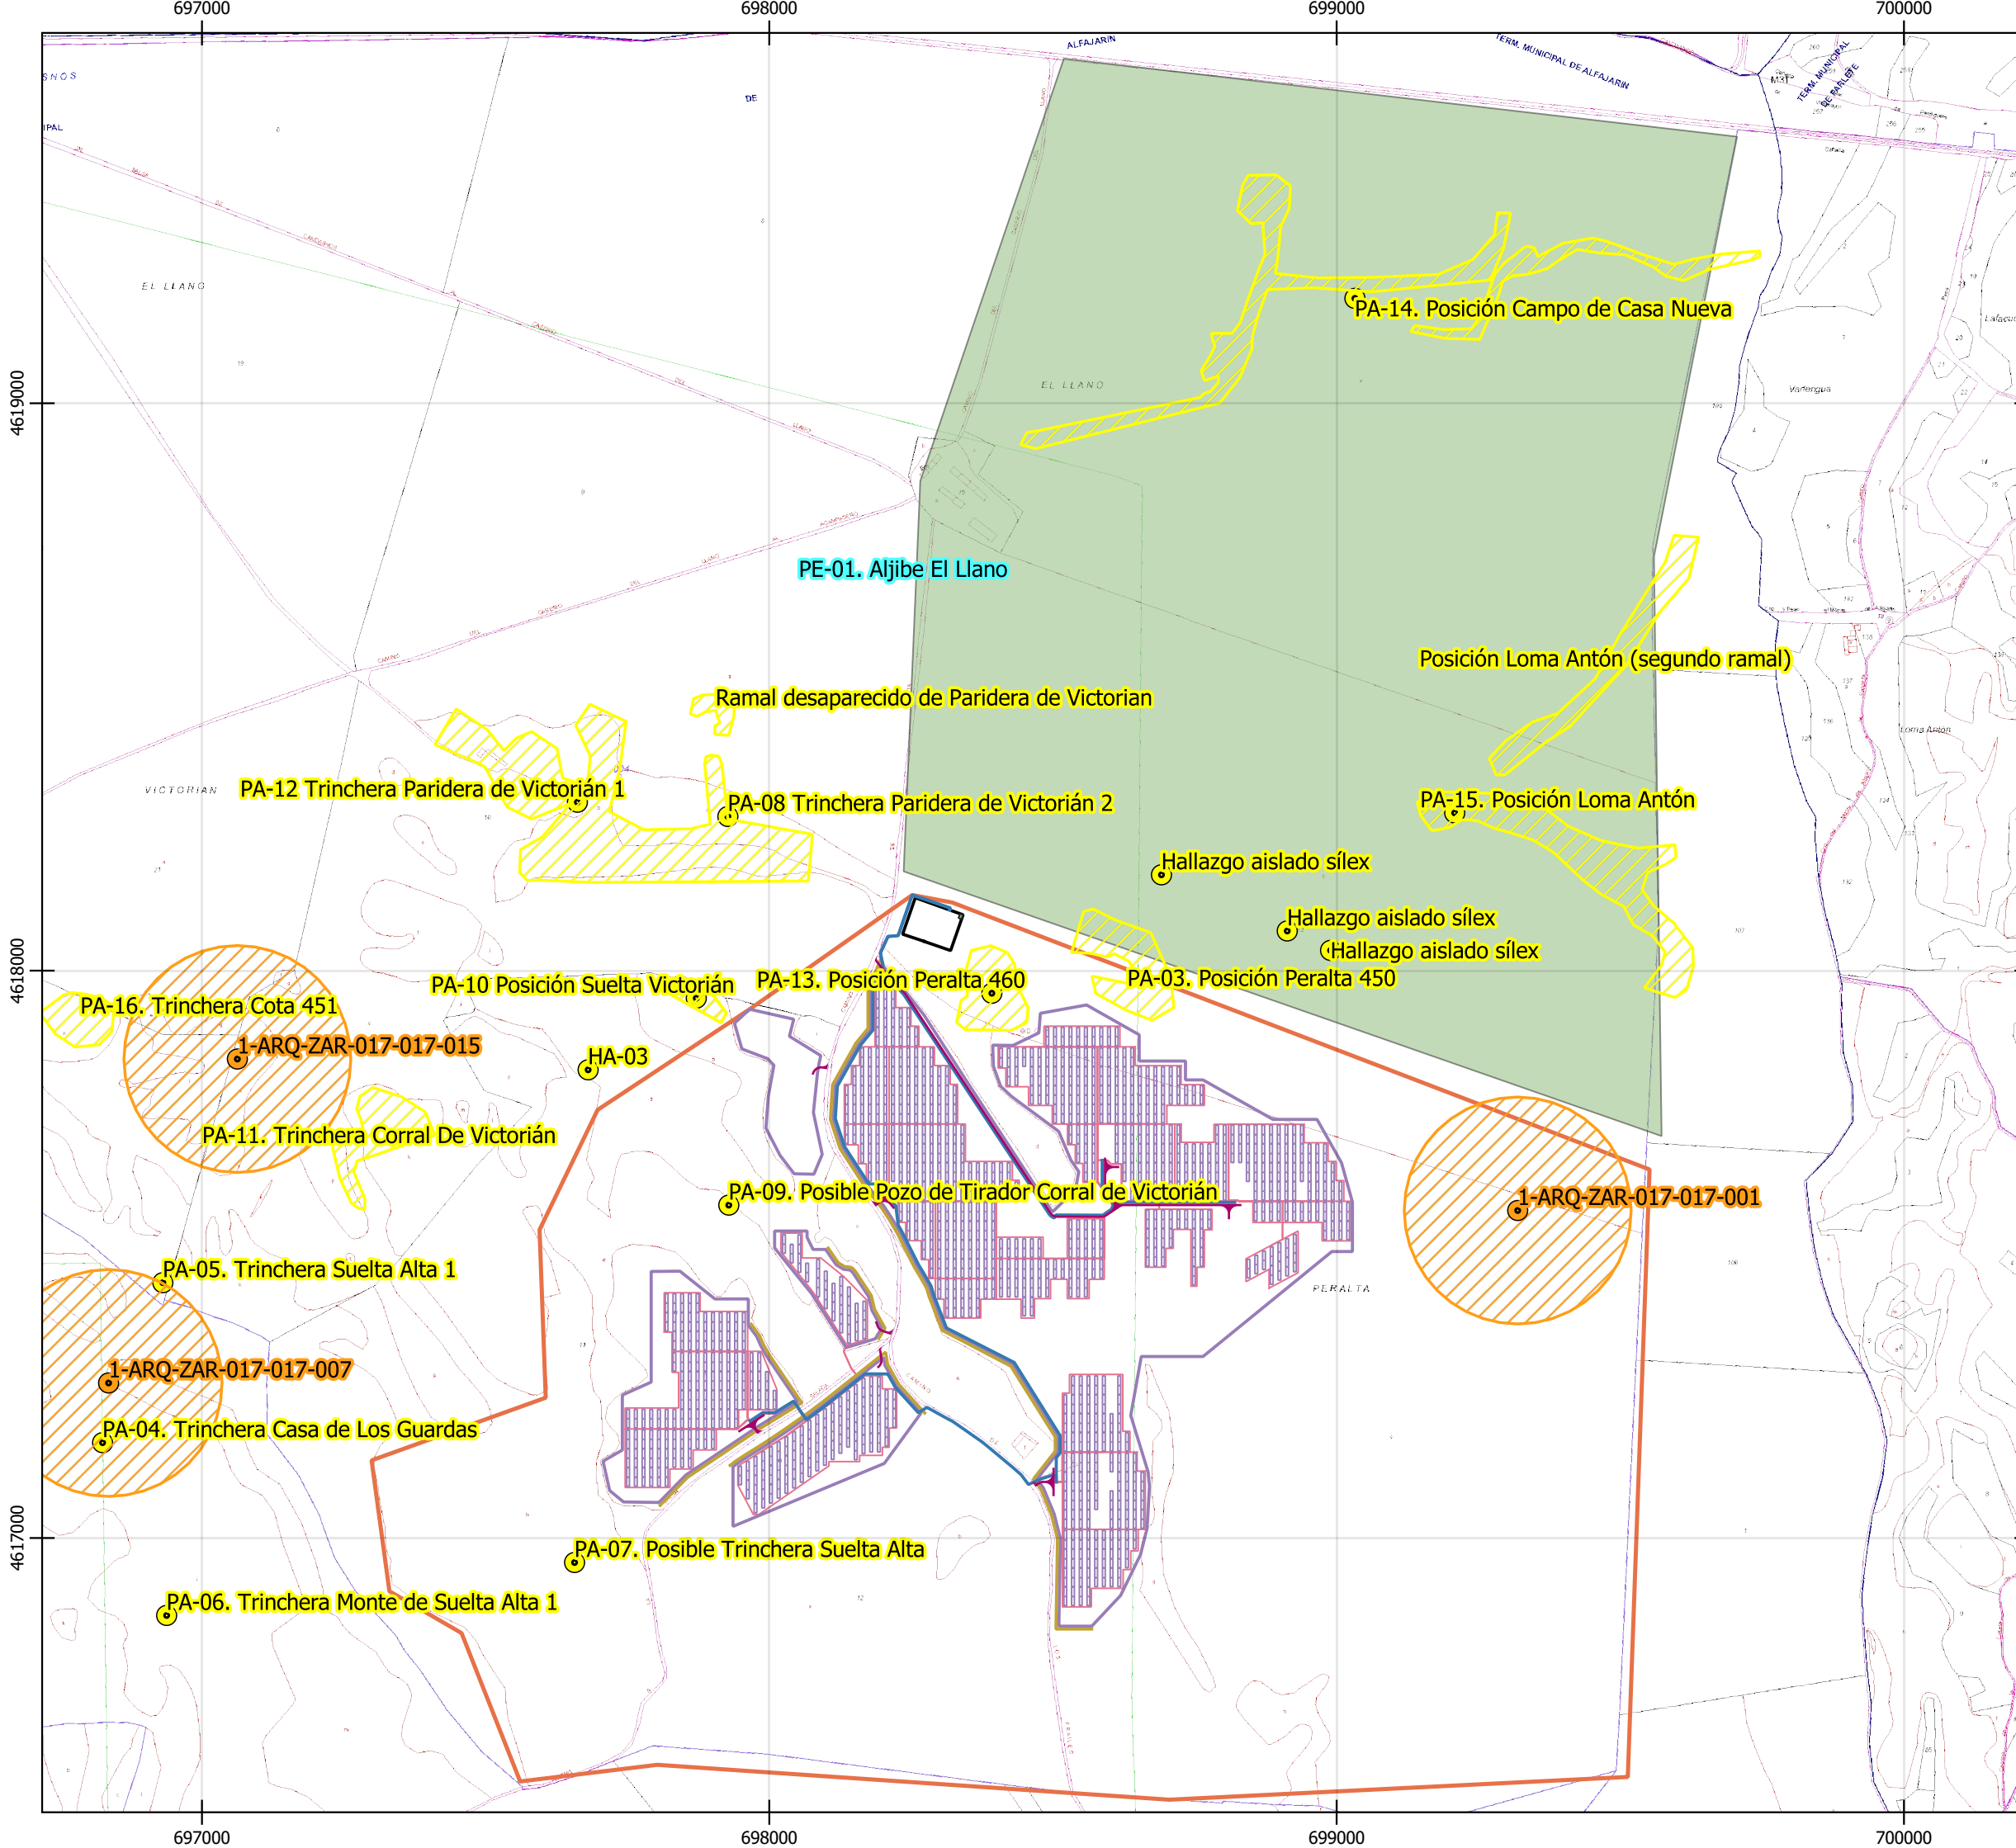 697000 698000 699000 700000
ALFAJARIN
TERM. MUNICIPAL DE ALFAJARIN
TERM. MUNICIPAL
DE FARLETE
SNOS
DE
IPAL
EL LLANO
PA-14. Posición Campo de Casa Nueva
EL LLANO
4619000
PE-01. Aljibe El Llano
Posición Loma Antón (segundo ramal)
Ramal desaparecido de Paridera de Victorian
Loma Antón
VICTORIAN
PA-12 Trinchera Paridera de Victorián 1
PA-08 Trinchera Paridera de Victorián 2
PA-15. Posición Loma Antón
Hallazgo aislado sílex
Hallazgo aislado sílex
Hallazgo aislado sílex
4618000
PA-10 Posición Suelta Victorián
PA-13. Posición Peralta 460
PA-03. Posición Peralta 450
PA-16. Trinchera Cota 451
1-ARQ-ZAR-017-017-015
HA-03
PA-11. Trinchera Corral De Victorián
PA-09. Posible Pozo de Tirador Corral de Victorián
1-ARQ-ZAR-017-017-001
PA-05. Trinchera Suelta Alta 1
PERALTA
1-ARQ-ZAR-017-017-007
PA-04. Trinchera Casa de Los Guardas
4617000
PA-07. Posible Trinchera Suelta Alta
PA-06. Trinchera Monte de Suelta Alta 1
697000 698000 699000 700000